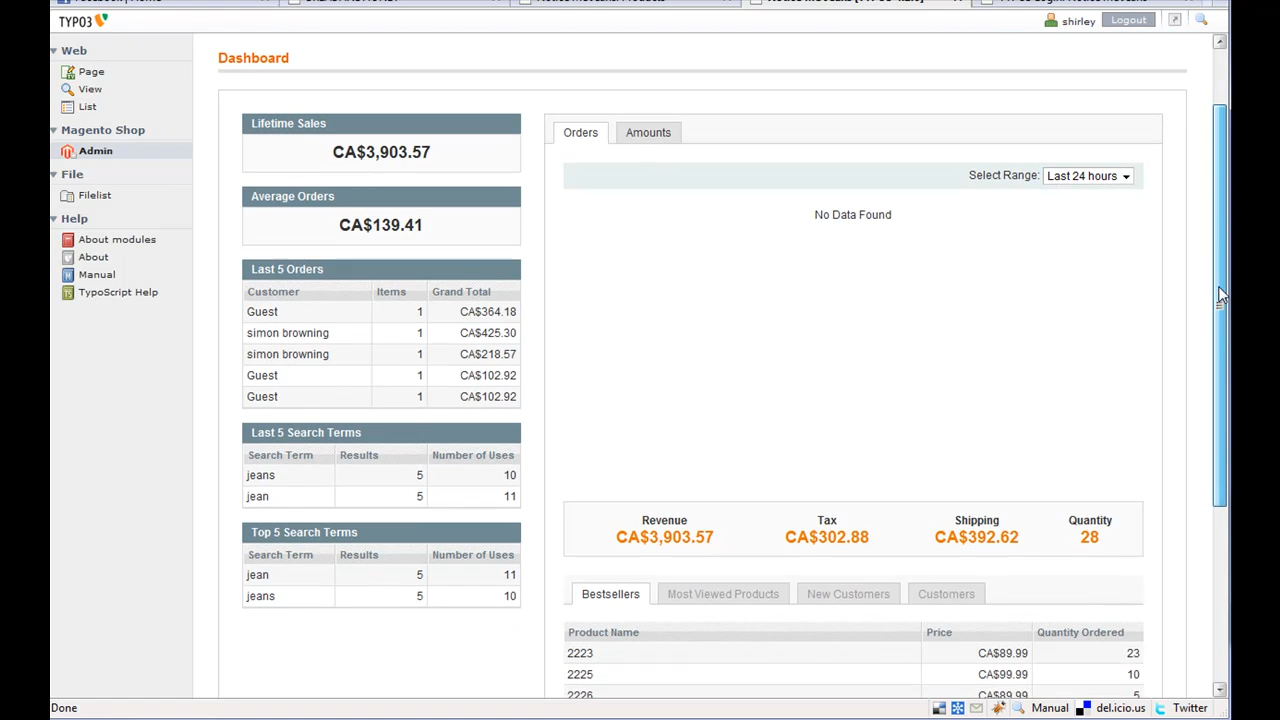 TYPO3
shirley
Logout
Web
Page
View
List
Magento Shop
Admin
File
Filelist
Help
About modules
About
Manual
TypoScript Help
Dashboard
Lifetime Sales
CA$3,903.57
Average Orders
CA$139.41
Last 5 Orders
Customer Items Grand Total
Guest 1 CA$364.18
simon browning 1 CA$425.30
simon browning 1 CA$218.57
Guest 1 CA$102.92
Guest 1 CA$102.92
Last 5 Search Terms
Search Term Results Number of Uses
jeans 5 10
jean 5 11
Top 5 Search Terms
Search Term Results Number of Uses
jean 5 11
jeans 5 10
Orders Amounts
Select Range: Last 24 hours
No Data Found
Revenue Tax Shipping Quantity
CA$3,903.57 CA$302.88 CA$392.62 28
Bestsellers Most Viewed Products New Customers Customers
Product Name Price Quantity Ordered
2223 CA$89.99 23
2225 CA$99.99 10
2226 CA$89.99 5
Done
Manual del.icio.us Twitter